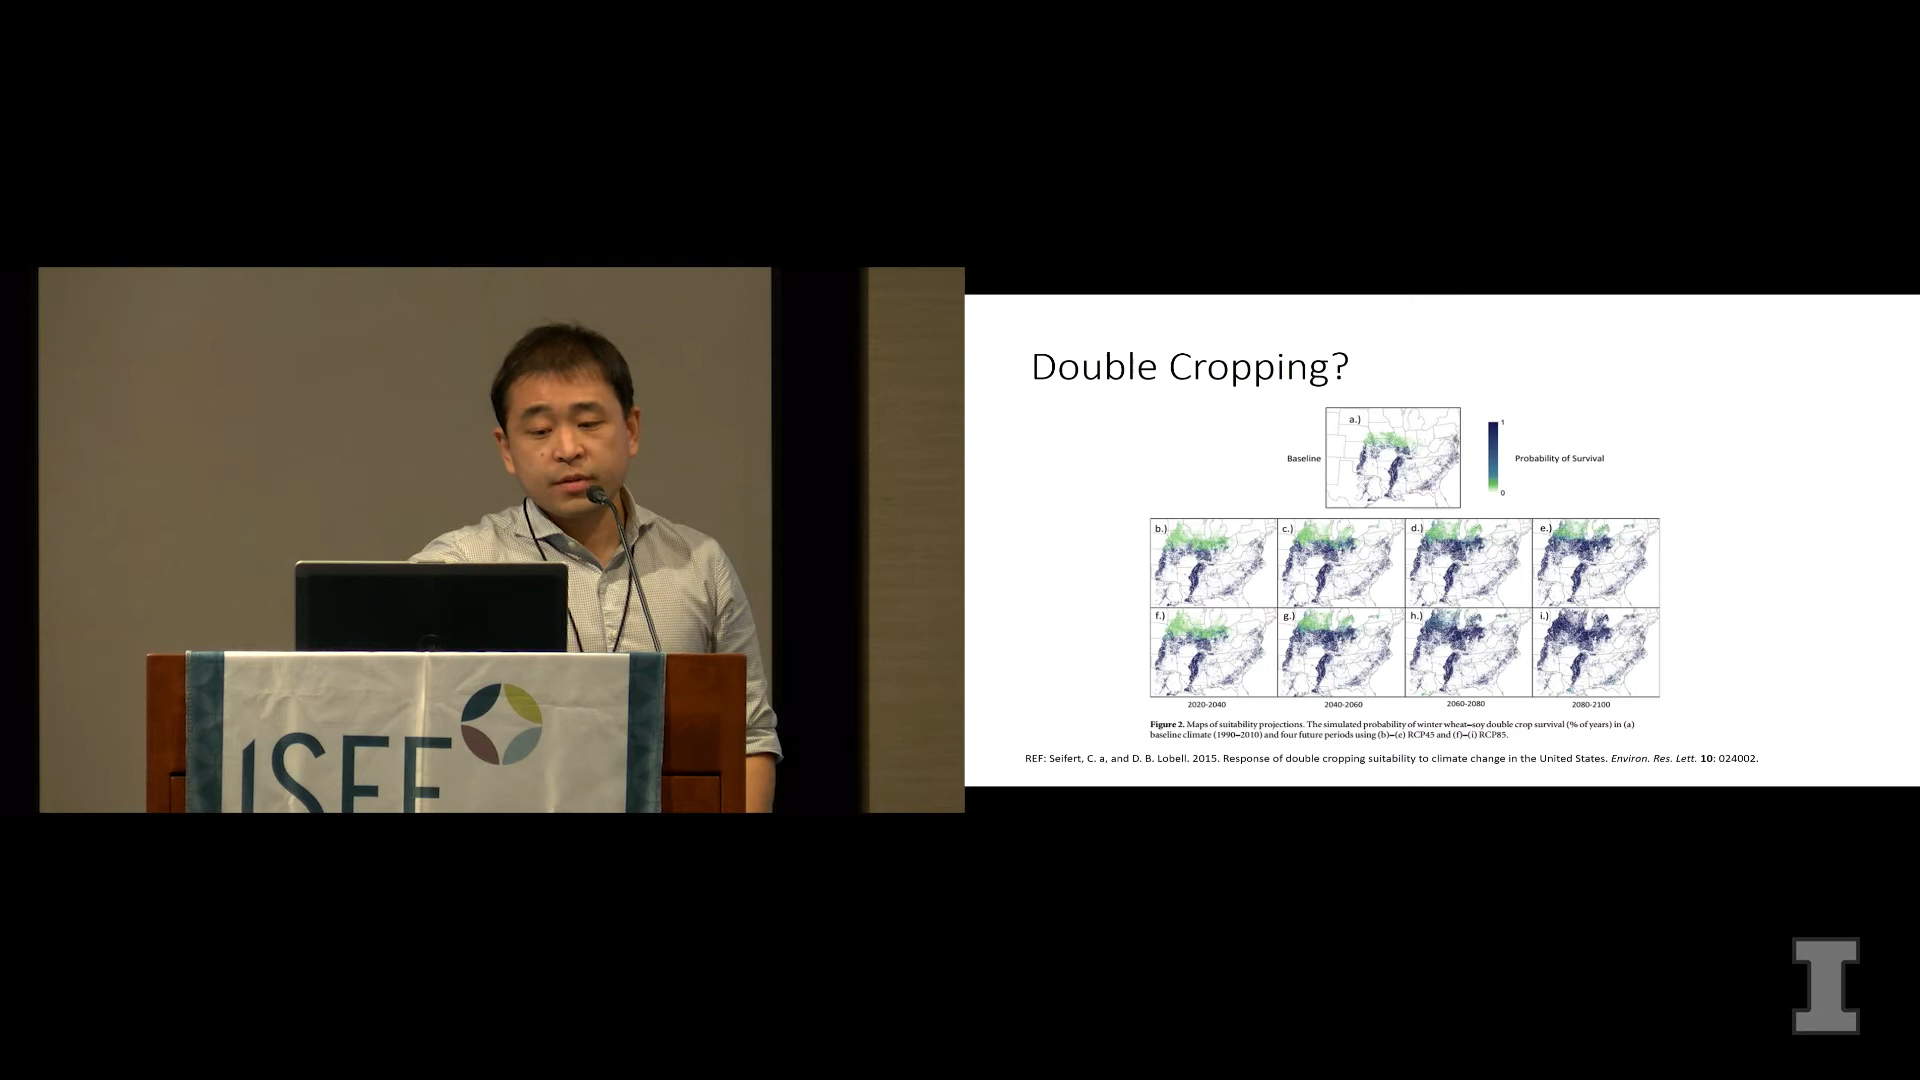 ISEE
Double Cropping?
a.)
1
Baseline
Probability of Survival
0
b.)
c.)
d.)
e.)
f.)
g.)
h.)
i.)
2020-2040
2040-2060
2060-2080
2080-2100
Figure 2. Maps of suitability projections. The simulated probability of winter wheat–soy double crop survival (% of years) in (a)
baseline climate (1990–2010) and four future periods using (b)–(e) RCP45 and (f)–(i) RCP85.
REF: Seifert, C. a, and D. B. Lobell. 2015. Response of double cropping suitability to climate change in the United States. Environ. Res. Lett. 10: 024002.
I